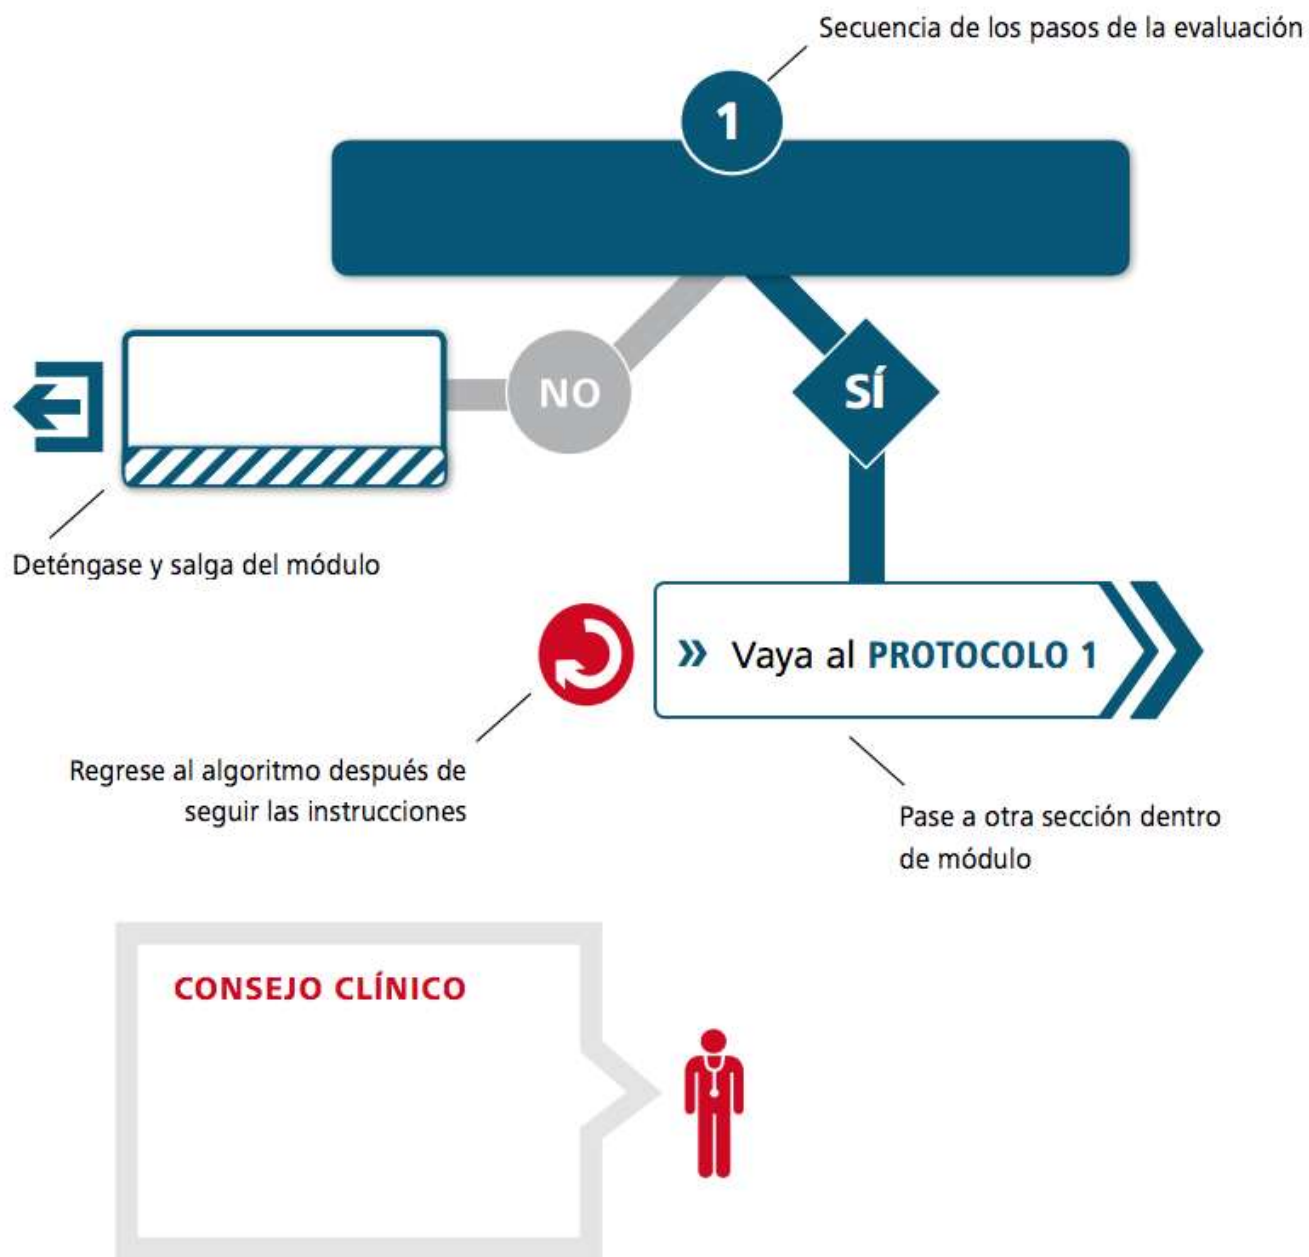 Secuencia de los pasos de la evaluación
1
NO
SÍ
Deténgase y salga del módulo
» Vaya al PROTOCOLO 1
Regrese al algoritmo después de
seguir las instrucciones
Pase a otra sección dentro
de módulo
CONSEJO CLÍNICO